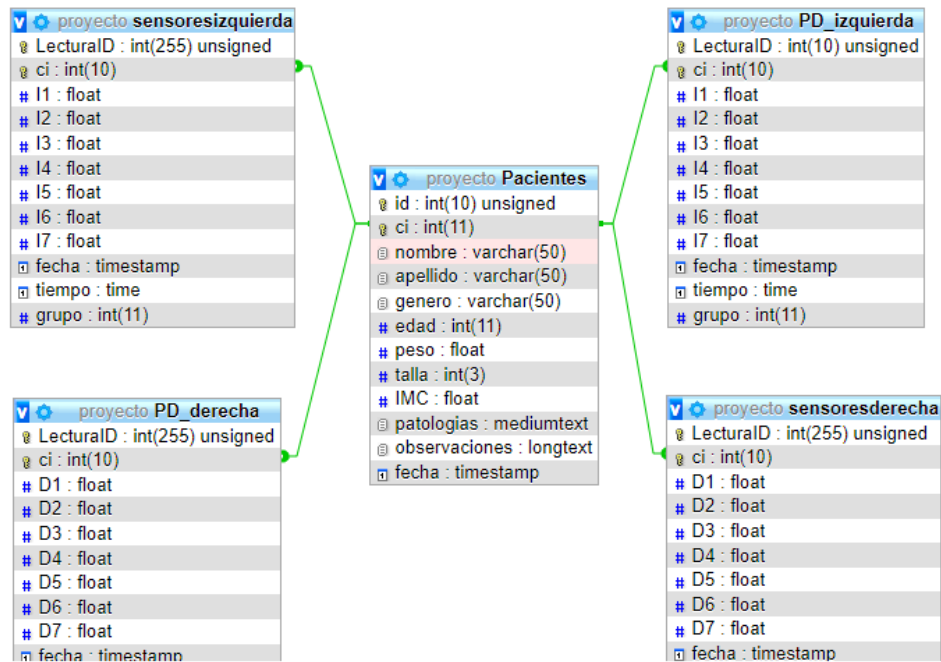 proyecto sensoresizquierda
LecturaID : int(255) unsigned
ci : int(10)
I1 : float
I2 : float
I3 : float
I4 : float
I5 : float
I6 : float
I7 : float
fecha : timestamp
tiempo : time
grupo : int(11)
proyecto PD_izquierda
LecturaID : int(10) unsigned
ci : int(10)
I1 : float
I2 : float
I3 : float
I4 : float
I5 : float
I6 : float
I7 : float
fecha : timestamp
tiempo : time
grupo : int(11)
proyecto Pacientes
id : int(10) unsigned
ci : int(11)
nombre : varchar(50)
apellido : varchar(50)
genero : varchar(50)
edad : int(11)
peso : float
talla : int(3)
IMC : float
patologias : mediumtext
observaciones : longtext
fecha : timestamp
proyecto PD_derecha
LecturaID : int(255) unsigned
ci : int(10)
D1 : float
D2 : float
D3 : float
D4 : float
D5 : float
D6 : float
D7 : float
fecha : timestamp
proyecto sensoresderecha
LecturaID : int(255) unsigned
ci : int(10)
D1 : float
D2 : float
D3 : float
D4 : float
D5 : float
D6 : float
D7 : float
fecha : timestamp